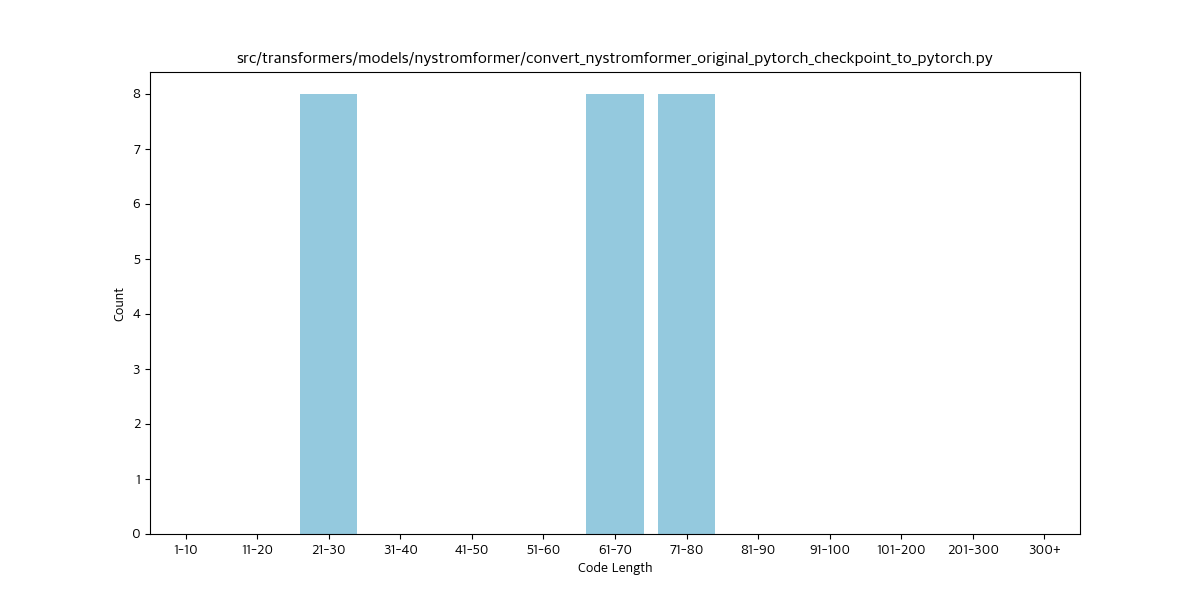 src/transformers/models/nystromformer/convert_nystromformer_original_pytorch_checkpoint_to_pytorch.py
8
7
6
5
4
3
2
1
0
Count
1-10 11-20 21-30 31-40 41-50 51-60 61-70 71-80 81-90 91-100 101-200 201-300 300+
Code Length